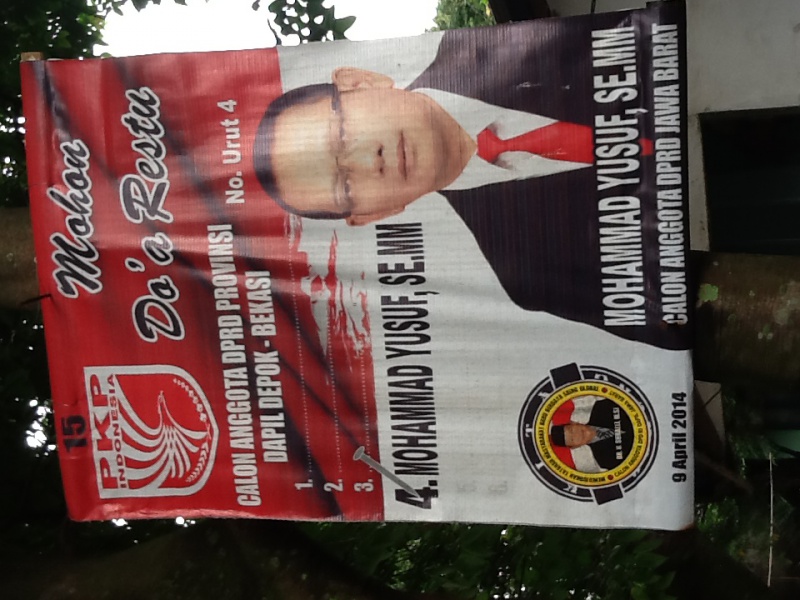 15
PKP
INDONESIA
Mohon
Do'a Restu
No. Urut 4
CALON ANGGOTA DPRD PROVINSI
DAPIL DEPOK - BEKASI
1.
2.
3.
4. MOHAMMAD YUSUF, SE.MM
MOHAMMAD YUSUF, SE.MM
CALON ANGGOTA DPRD JAWA BARAT
9 April 2014